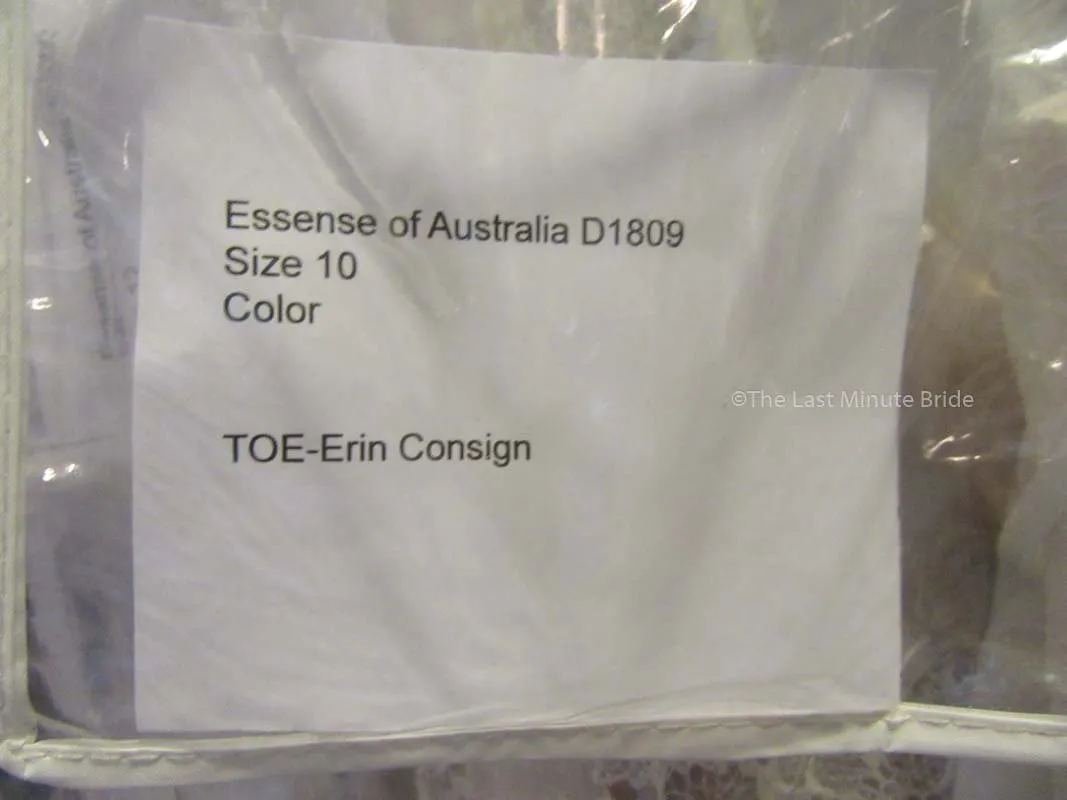 Essense of Australia D1809
Size 10
Color
©The Last Minute Bride
TOE-Erin Consign